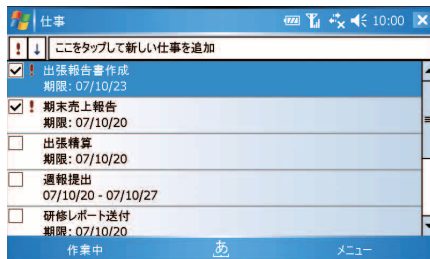 仕事 10:00
! ↓ ここをタップして新しい仕事を追加
! 出張報告書作成
期限: 07/10/23
! 期末売上報告
期限: 07/10/20
出張精算
期限: 07/10/20
週報提出
07/10/20 - 07/10/27
研修レポート送付
期限: 07/10/20
作業中 あ メニュー